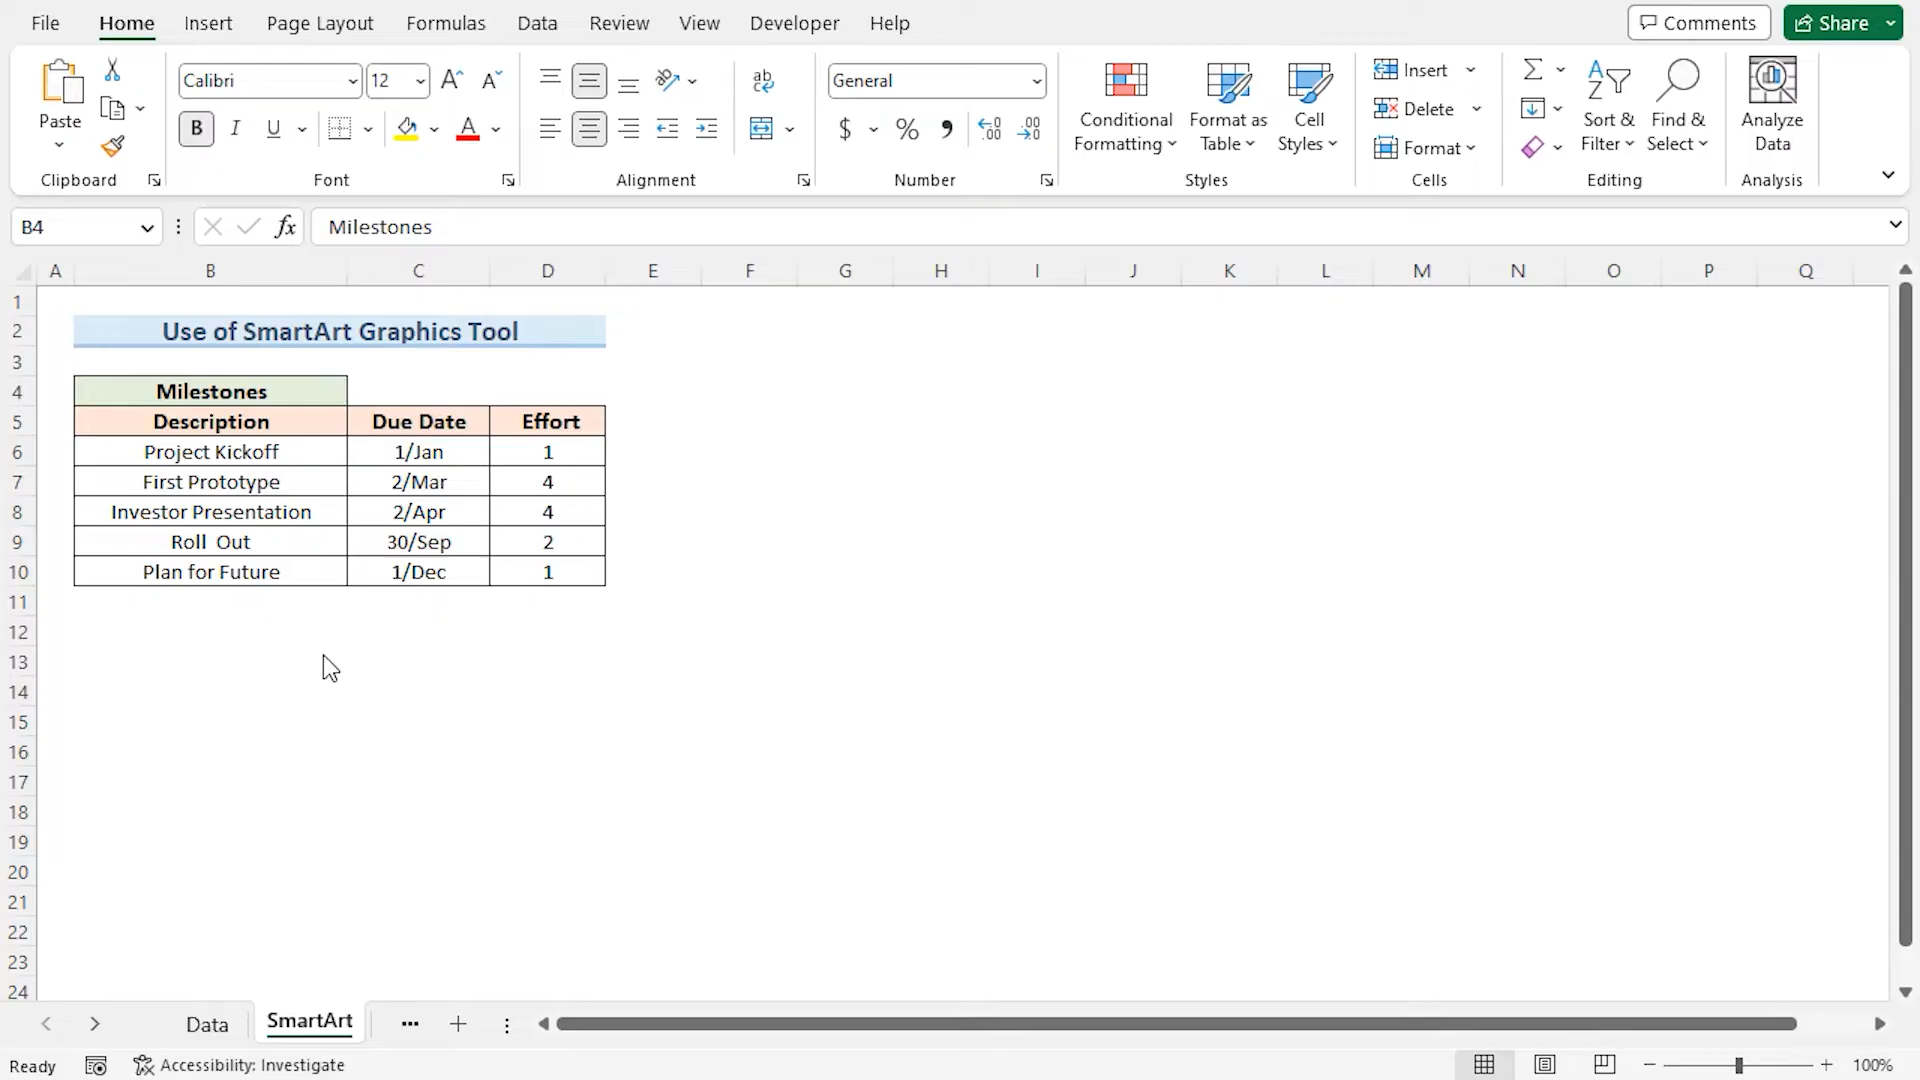 File Home Insert Page Layout Formulas Data Review View Developer Help Comments Share
Paste Calibri 12 ab General Conditional Formatting Format as Table Cell Styles Insert Delete Format Sort & Filter Find & Select Analyze Data
B I U A $ % , .00
Clipboard Font Alignment Number Styles Cells Editing Analysis
B4 fx Milestones
A B C D E F G H I J K L M N O P Q
1
2 Use of SmartArt Graphics Tool
3
4 Milestones
5 Description Due Date Effort
6 Project Kickoff 1/Jan 1
7 First Prototype 2/Mar 4
8 Investor Presentation 2/Apr 4
9 Roll Out 30/Sep 2
10 Plan for Future 1/Dec 1
11
12
13
14
15
16
17
18
19
20
21
22
23
24
Data SmartArt ...
Ready Accessibility: Investigate 100%